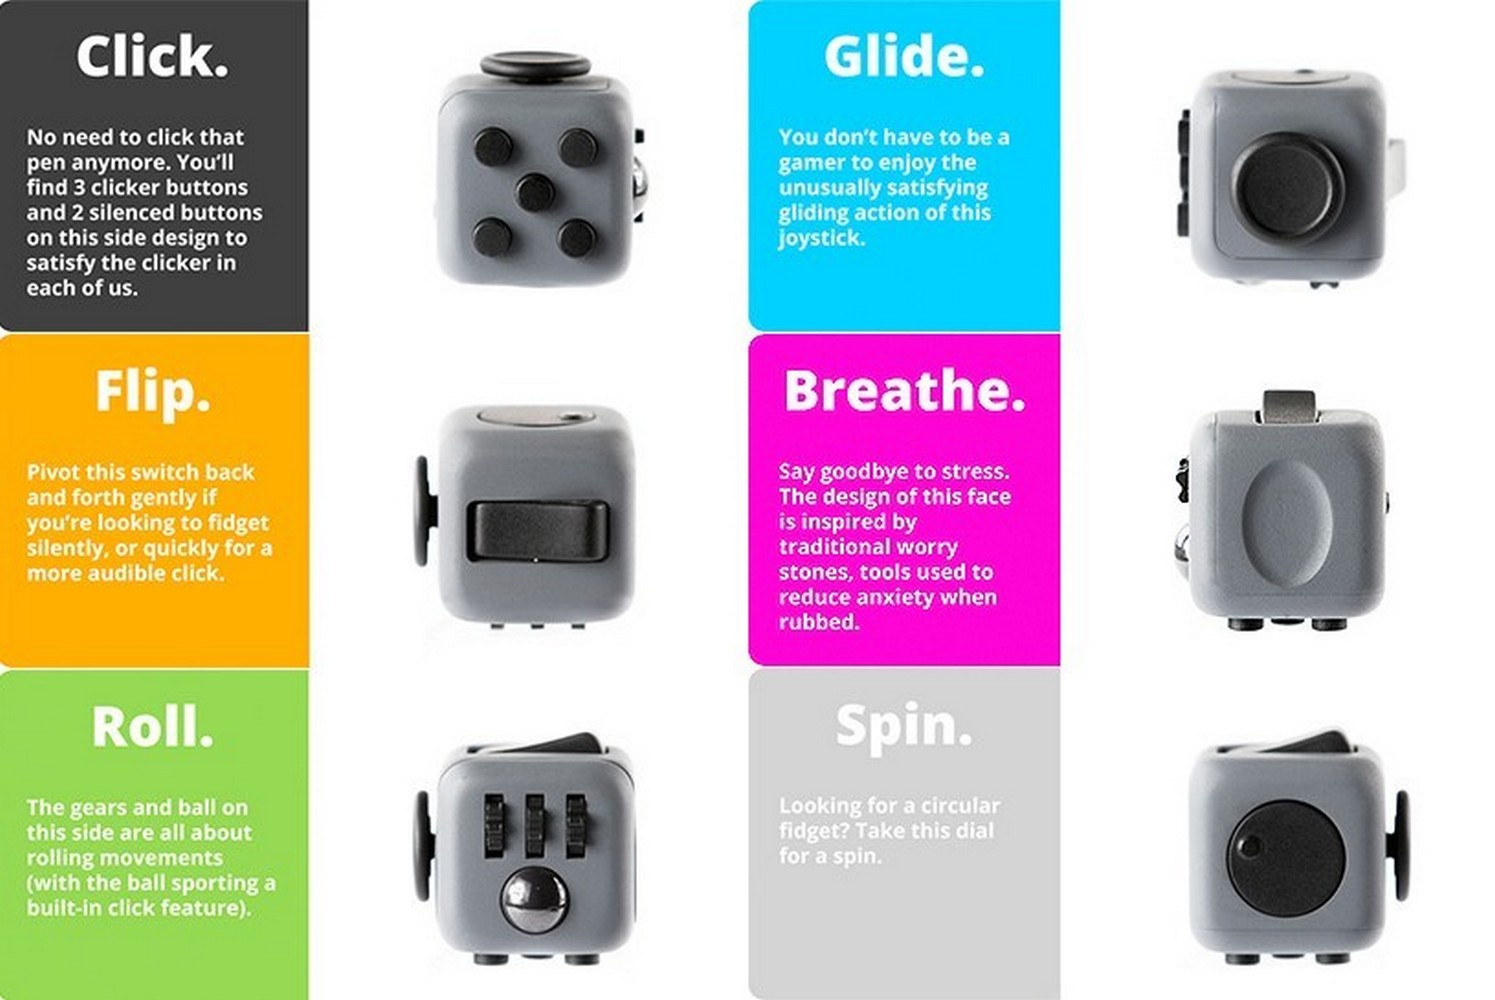 Click.
No need to click that
pen anymore. You'll
find 3 clicker buttons
and 2 silenced buttons
on this side design to
satisfy the clicker in
each of us.
Glide.
You don't have to be a
gamer to enjoy the
unusually satisfying
gliding action of this
joystick.
Flip.
Pivot this switch back
and forth gently if
you're looking to fidget
silently, or quickly for a
more audible click.
Breathe.
Say goodbye to stress.
The design of this face
is inspired by
traditional worry
stones, tools used to
reduce anxiety when
rubbed.
Roll.
The gears and ball on
this side are all about
rolling movements
(with the ball sporting a
built-in click feature).
Spin.
Looking for a circular
fidget? Take this dial
for a spin.